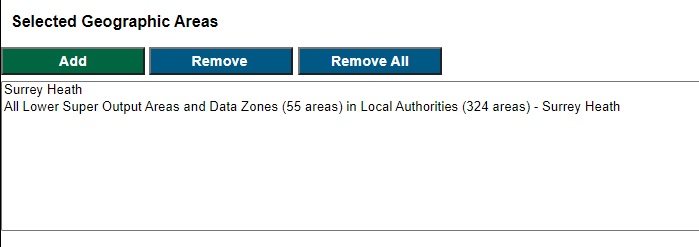 Selected Geographic Areas
Add Remove Remove All
Surrey Heath
All Lower Super Output Areas and Data Zones (55 areas) in Local Authorities (324 areas) - Surrey Heath